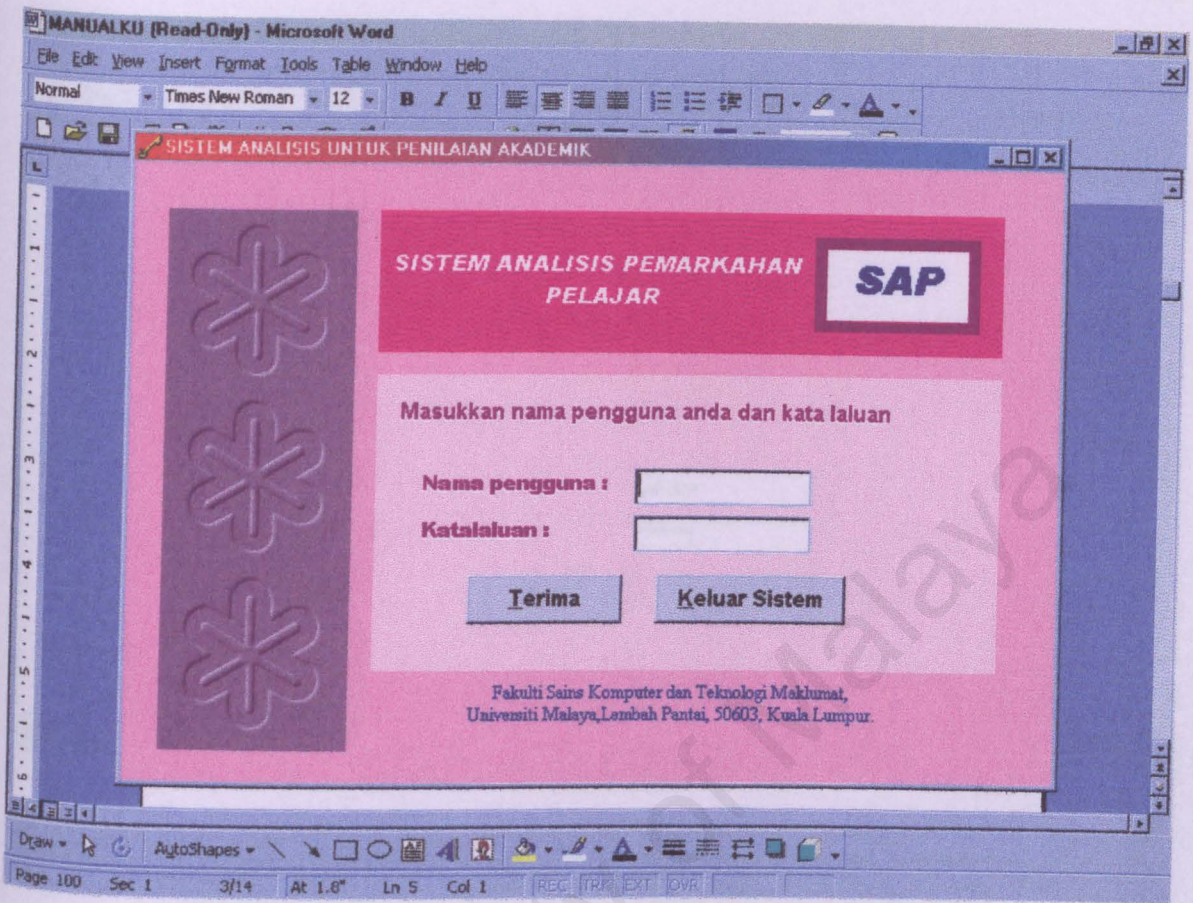 MANUALKU (Read-Only) - Microsoft Word
File Edit View Insert Format Tools Table Window Help
Normal Times New Roman 12 B I U
SISTEM ANALISIS UNTUK PENILAIAN AKADEMIK
SISTEM ANALISIS PEMARKAHAN
PELAJAR
SAP
Masukkan nama pengguna anda dan kata laluan
Nama pengguna :
Katalaluan :
Terima Keluar Sistem
Fakulti Sains Komputer dan Teknologi Maklumat,
Universiti Malaya,Lembah Pantai, 50603, Kuala Lumpur.
of Malaya
Draw AutoShapes
Page 100 Sec 1 3/14 At 1.8" Ln 5 Col 1 REC TRK EXT OVR